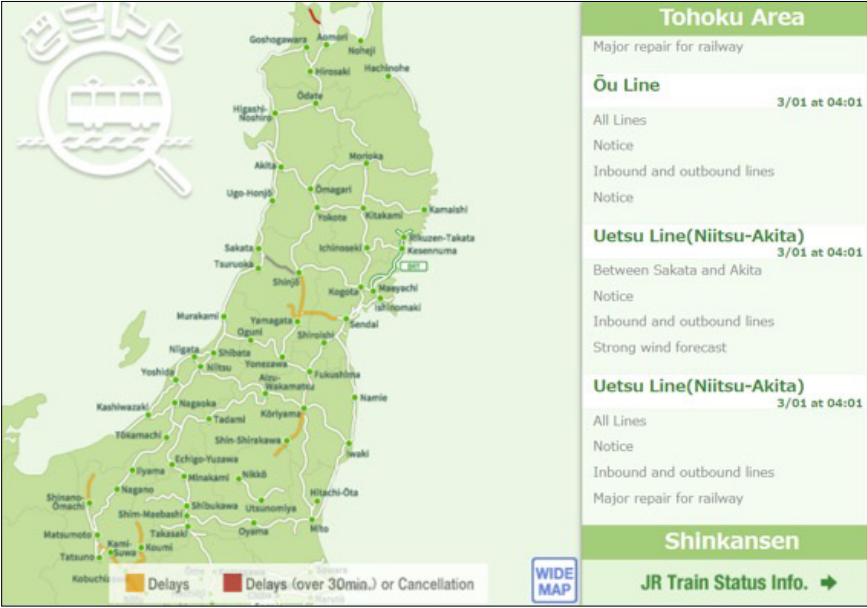 どこトレ
Goshogawara
Aomori
Noheji
Hirosaki
Hachinohe
Ōdate
Higashi-
Noshiro
Akita
Morioka
Ugo-Honjō
Ōmagari
Yokote
Kitakami
Kamaishi
Sakata
Ichinoseki
Rikuzen-Takata
Kesennuma
Tsuruoka
BRT
Shinjō
Kogota
Maeyachi
Ishinomaki
Murakami
Yamagata
Sendai
Oguni
Shiroishi
Niigata
Shibata
Niitsu
Yonezawa
Yoshida
Aizu-
Wakamatsu
Fukushima
Kashiwazaki
Nagaoka
Namie
Tadami
Kōriyama
Tōkamachi
Shin-Shirakawa
Iwaki
Echigo-Yuzawa
Iiyama
Minakami
Nikkō
Nagano
Shinano-
Ōmachi
Shibukawa
Utsunomiya
Hitachi-Ōta
Shim-Maebashi
Matsumoto
Takasaki
Oyama
Mito
Kami-
Suwa
Koumi
Tatsuno
Delays
Delays (over 30min.) or Cancellation
WIDE
MAP
Tohoku Area
Major repair for railway
Ōu Line
3/01 at 04:01
All Lines
Notice
Inbound and outbound lines
Notice
Uetsu Line(Niitsu-Akita)
3/01 at 04:01
Between Sakata and Akita
Notice
Inbound and outbound lines
Strong wind forecast
Uetsu Line(Niitsu-Akita)
3/01 at 04:01
All Lines
Notice
Inbound and outbound lines
Major repair for railway
Shinkansen
JR Train Status Info.